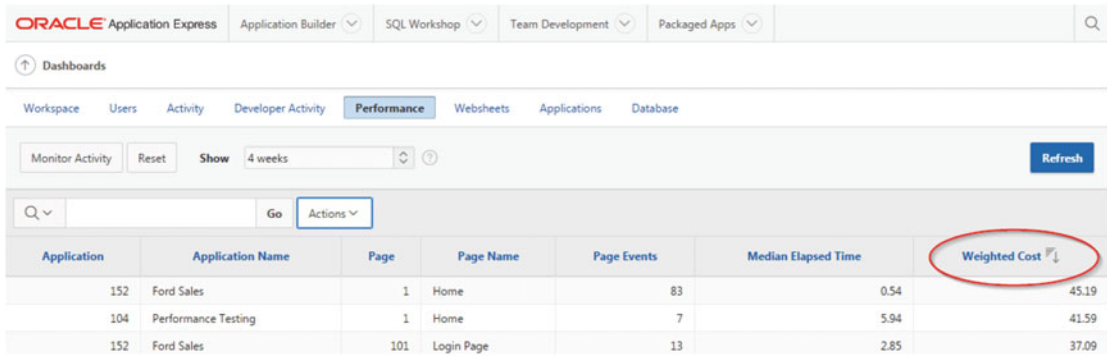 ORACLE Application Express Application Builder SQL Workshop Team Development Packaged Apps
Dashboards
Workspace Users Activity Developer Activity Performance Websheets Applications Database
Monitor Activity Reset Show 4 weeks ? Refresh
Go Actions
Application Application Name Page Page Name Page Events Median Elapsed Time Weighted Cost
152 Ford Sales 1 Home 83 0.54 45.19
104 Performance Testing 1 Home 7 5.94 41.59
152 Ford Sales 101 Login Page 13 2.85 37.09